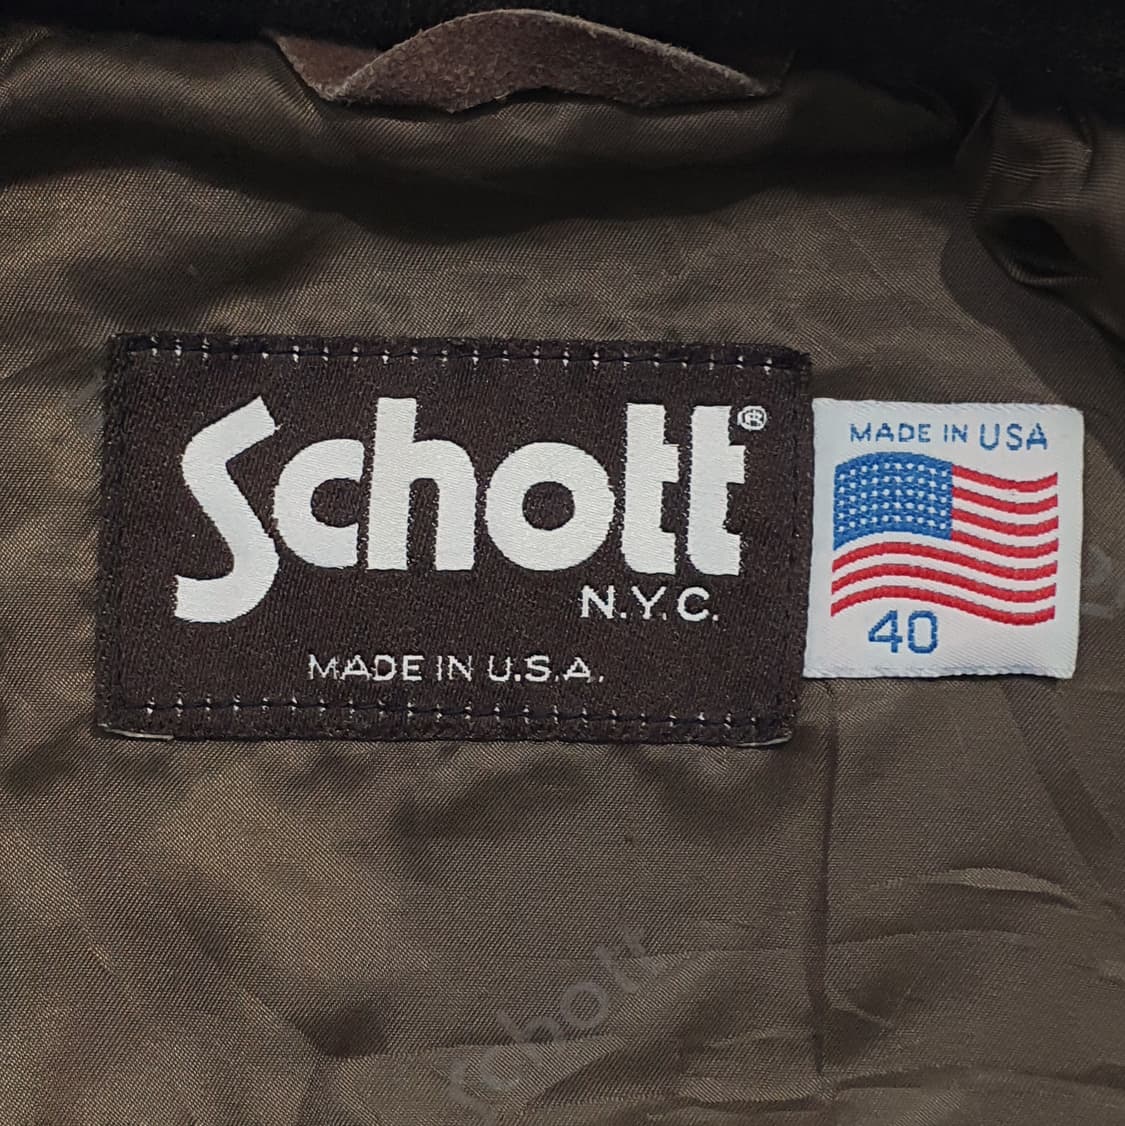 Schott®
N.Y.C.
MADE IN U.S.A.
MADE IN USA
40
Schott